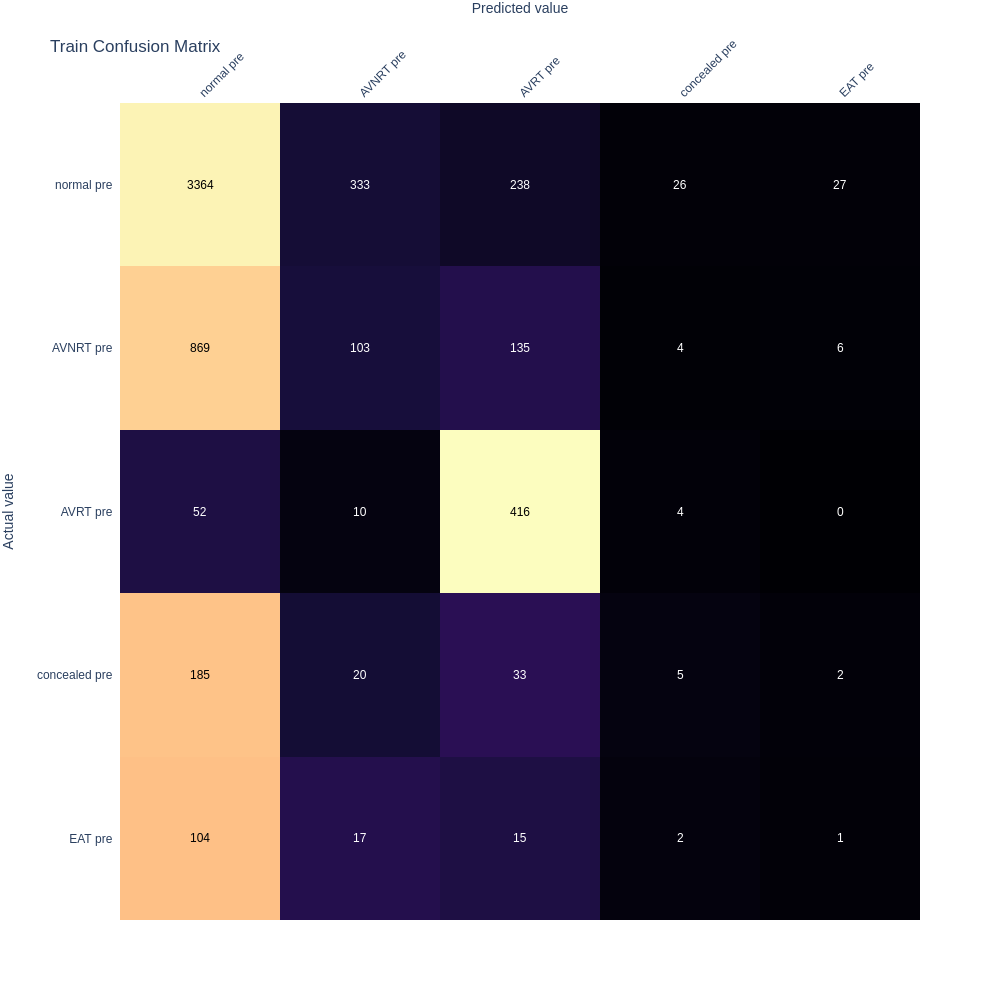 Predicted value
Train Confusion Matrix
normal pre AVNRT pre AVRT pre concealed pre EAT pre
normal pre 3364 333 238 26 27
AVNRT pre 869 103 135 4 6
Actual value
AVRT pre 52 10 416 4 0
concealed pre 185 20 33 5 2
EAT pre 104 17 15 2 1